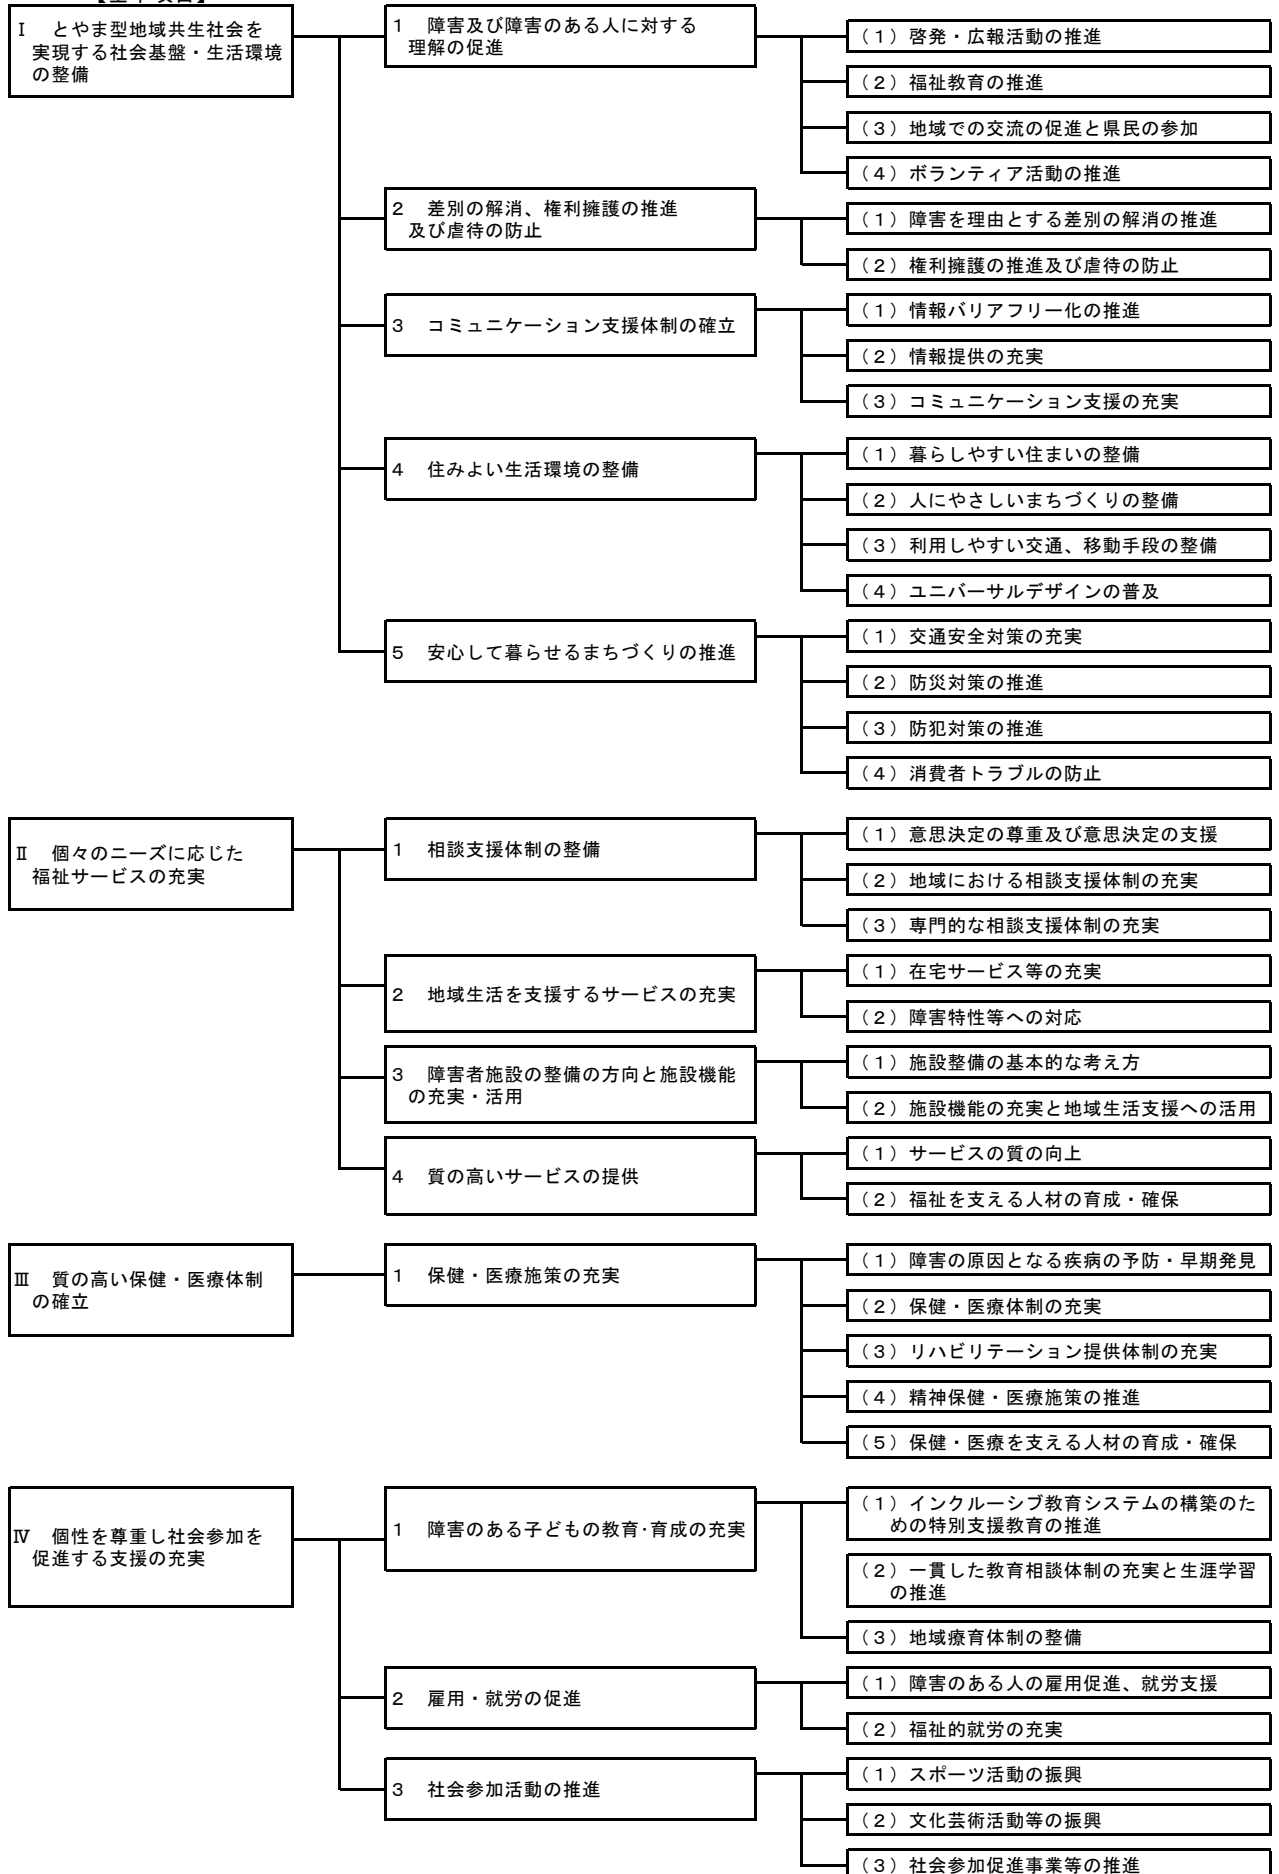 Ⅰ　とやま型地域共生社会を
実現する社会基盤・生活環境
の整備
1　障害及び障害のある人に対する
理解の促進
（1）啓発・広報活動の推進
（2）福祉教育の推進
（3）地域での交流の促進と県民の参加
（4）ボランティア活動の推進
2　差別の解消、権利擁護の推進
及び虐待の防止
（1）障害を理由とする差別の解消の推進
（2）権利擁護の推進及び虐待の防止
3　コミュニケーション支援体制の確立
（1）情報バリアフリー化の推進
（2）情報提供の充実
（3）コミュニケーション支援の充実
4　住みよい生活環境の整備
（1）暮らしやすい住まいの整備
（2）人にやさしいまちづくりの整備
（3）利用しやすい交通、移動手段の整備
（4）ユニバーサルデザインの普及
5　安心して暮らせるまちづくりの推進
（1）交通安全対策の充実
（2）防災対策の推進
（3）防犯対策の推進
（4）消費者トラブルの防止
Ⅱ　個々のニーズに応じた
福祉サービスの充実
1　相談支援体制の整備
（1）意思決定の尊重及び意思決定の支援
（2）地域における相談支援体制の充実
（3）専門的な相談支援体制の充実
2　地域生活を支援するサービスの充実
（1）在宅サービス等の充実
（2）障害特性等への対応
3　障害者施設の整備の方向と施設機能
の充実・活用
（1）施設整備の基本的な考え方
（2）施設機能の充実と地域生活支援への活用
4　質の高いサービスの提供
（1）サービスの質の向上
（2）福祉を支える人材の育成・確保
Ⅲ　質の高い保健・医療体制
の確立
1　保健・医療施策の充実
（1）障害の原因となる疾病の予防・早期発見
（2）保健・医療体制の充実
（3）リハビリテーション提供体制の充実
（4）精神保健・医療施策の推進
（5）保健・医療を支える人材の育成・確保
Ⅳ　個性を尊重し社会参加を
促進する支援の充実
1　障害のある子どもの教育･育成の充実
（1）インクルーシブ教育システムの構築のた
めの特別支援教育の推進
（2）一貫した教育相談体制の充実と生涯学習
の推進
（3）地域療育体制の整備
2　雇用・就労の促進
（1）障害のある人の雇用促進、就労支援
（2）福祉的就労の充実
3　社会参加活動の推進
（1）スポーツ活動の振興
（2）文化芸術活動等の振興
（3）社会参加促進事業等の推進